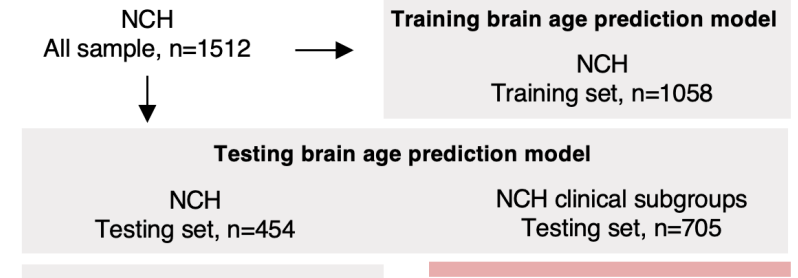 NCH
All sample, n=1512
Training brain age prediction model
NCH
Training set, n=1058
Testing brain age prediction model
NCH
Testing set, n=454
NCH clinical subgroups
Testing set, n=705